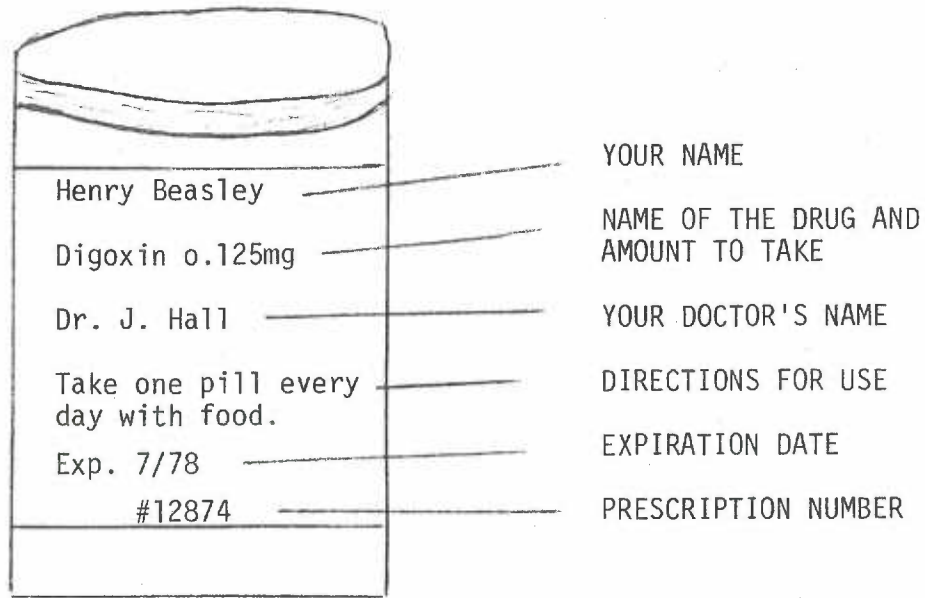 Henry Beasley
YOUR NAME
Digoxin o.125mg
NAME OF THE DRUG AND
AMOUNT TO TAKE
Dr. J. Hall
YOUR DOCTOR'S NAME
Take one pill every
day with food.
DIRECTIONS FOR USE
Exp. 7/78
EXPIRATION DATE
#12874
PRESCRIPTION NUMBER